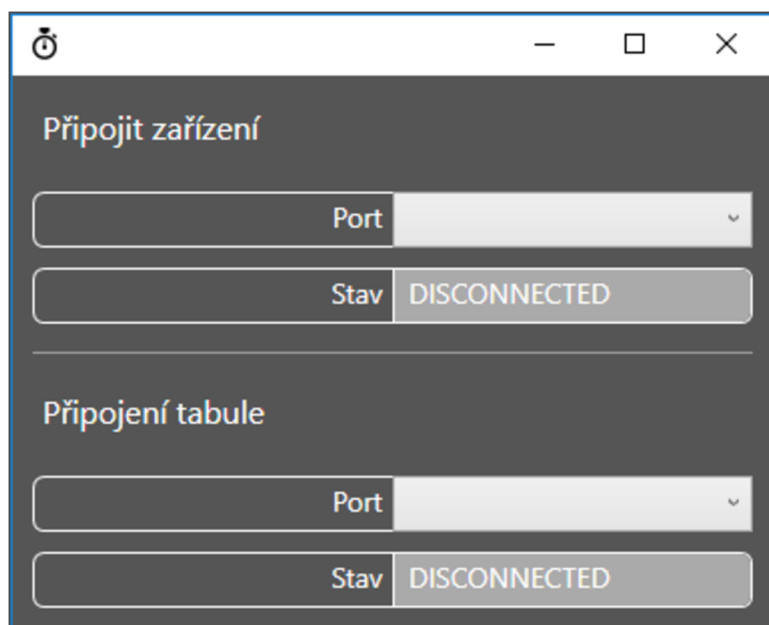 Připojit zařízení
Port
Stav DISCONNECTED
Připojení tabule
Port
Stav DISCONNECTED